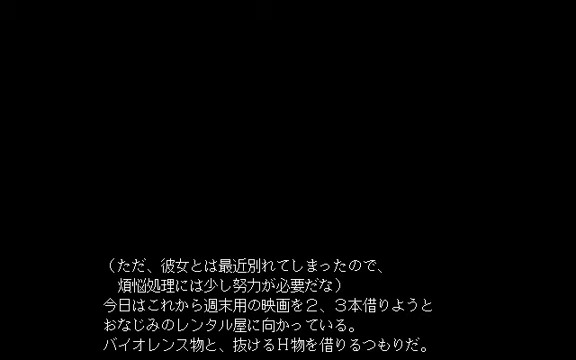 （ただ、彼女とは最近別れてしまったので、
煩悩処理には少し努力が必要だな）
今日はこれから週末用の映画を２、３本借りようと
おなじみのレンタル屋に向かっている。
バイオレンス物と、抜けるＨ物を借りるつもりだ。